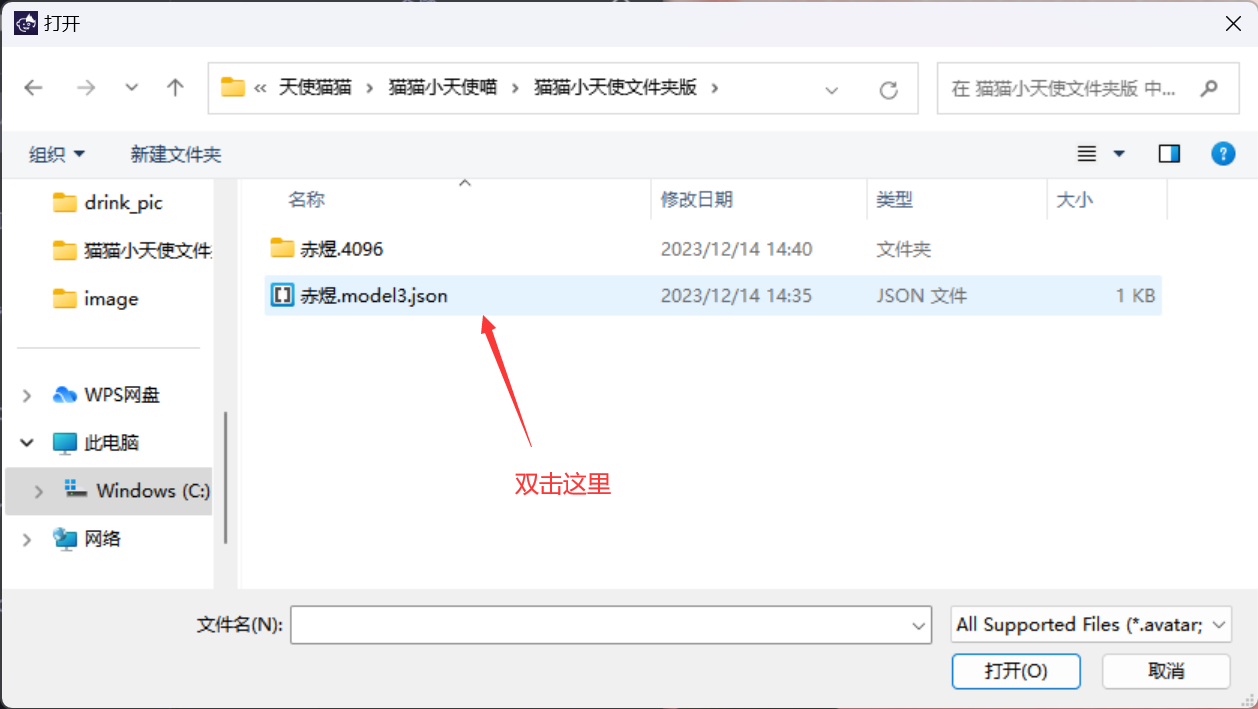 打开
« 天使猫猫 › 猫猫小天使喵 › 猫猫小天使文件夹版 ›
在 猫猫小天使文件夹版 中...
组织 新建文件夹
?
名称 修改日期 类型 大小
drink_pic
猫猫小天使文件
image
WPS网盘
此电脑
Windows (C:)
网络
赤煜.4096 2023/12/14 14:40 文件夹
赤煜.model3.json 2023/12/14 14:35 JSON 文件 1 KB
双击这里
文件名(N):
All Supported Files (*.avatar;
打开(O) 取消